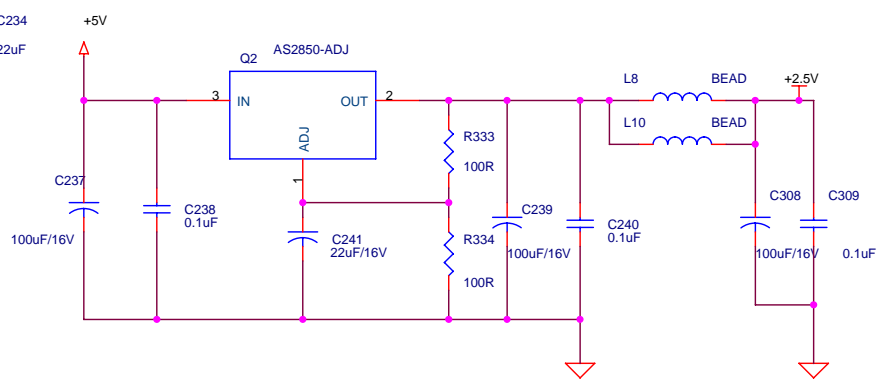 C234
+5V
22uF
Q2
AS2850-ADJ
3
IN
OUT
2
ADJ
1
L8
BEAD
+2.5V
L10
BEAD
R333
100R
C237
100uF/16V
C238
0.1uF
C241
22uF/16V
R334
100R
C239
100uF/16V
C240
0.1uF
C308
100uF/16V
C309
0.1uF